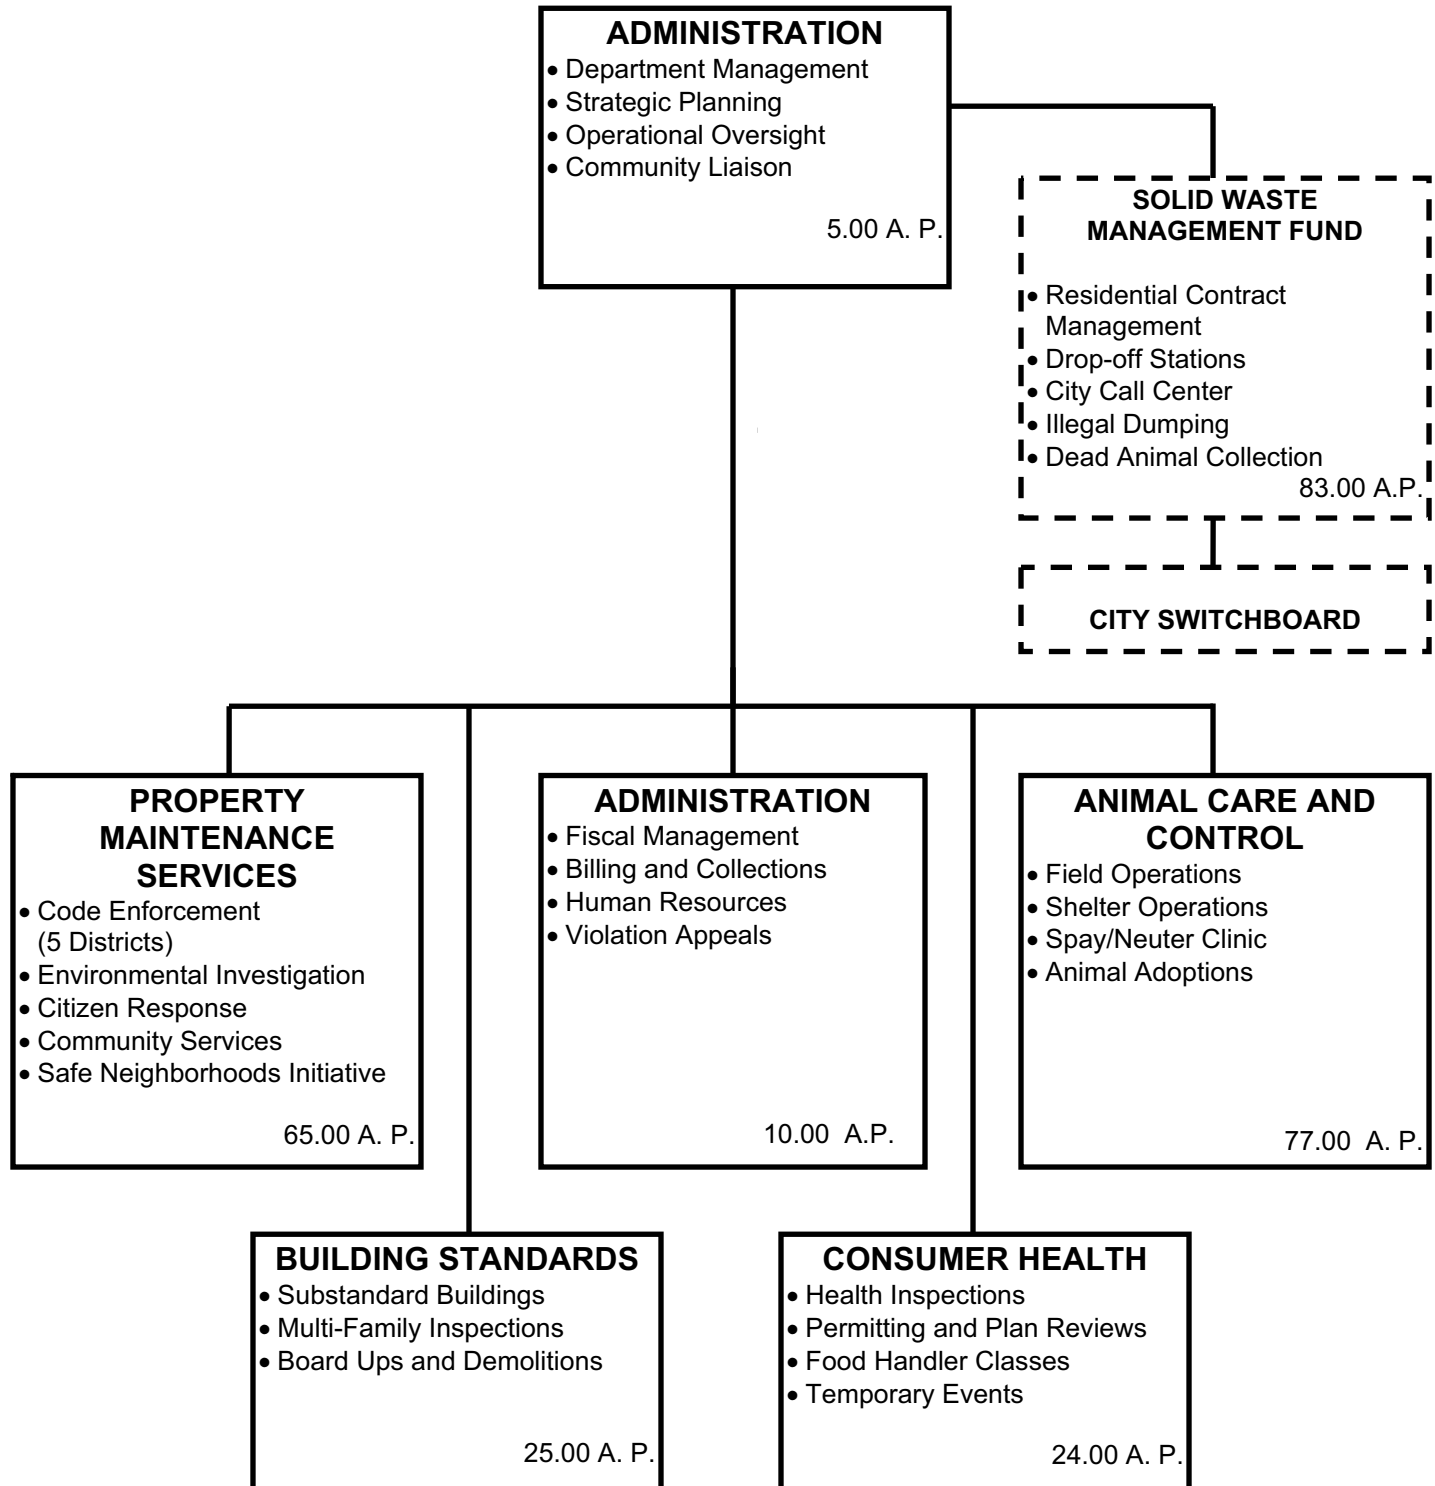 ADMINISTRATION
• Department Management
• Strategic Planning
• Operational Oversight
• Community Liaison
5.00 A. P.
SOLID WASTE
MANAGEMENT FUND
• Residential Contract
Management
• Drop-off Stations
• City Call Center
• Illegal Dumping
• Dead Animal Collection
83.00 A.P.
CITY SWITCHBOARD
PROPERTY
MAINTENANCE
SERVICES
• Code Enforcement
(5 Districts)
• Environmental Investigation
• Citizen Response
• Community Services
• Safe Neighborhoods Initiative
65.00 A. P.
ADMINISTRATION
• Fiscal Management
• Billing and Collections
• Human Resources
• Violation Appeals
10.00 A.P.
ANIMAL CARE AND
CONTROL
• Field Operations
• Shelter Operations
• Spay/Neuter Clinic
• Animal Adoptions
77.00 A. P.
BUILDING STANDARDS
• Substandard Buildings
• Multi-Family Inspections
• Board Ups and Demolitions
25.00 A. P.
CONSUMER HEALTH
• Health Inspections
• Permitting and Plan Reviews
• Food Handler Classes
• Temporary Events
24.00 A. P.